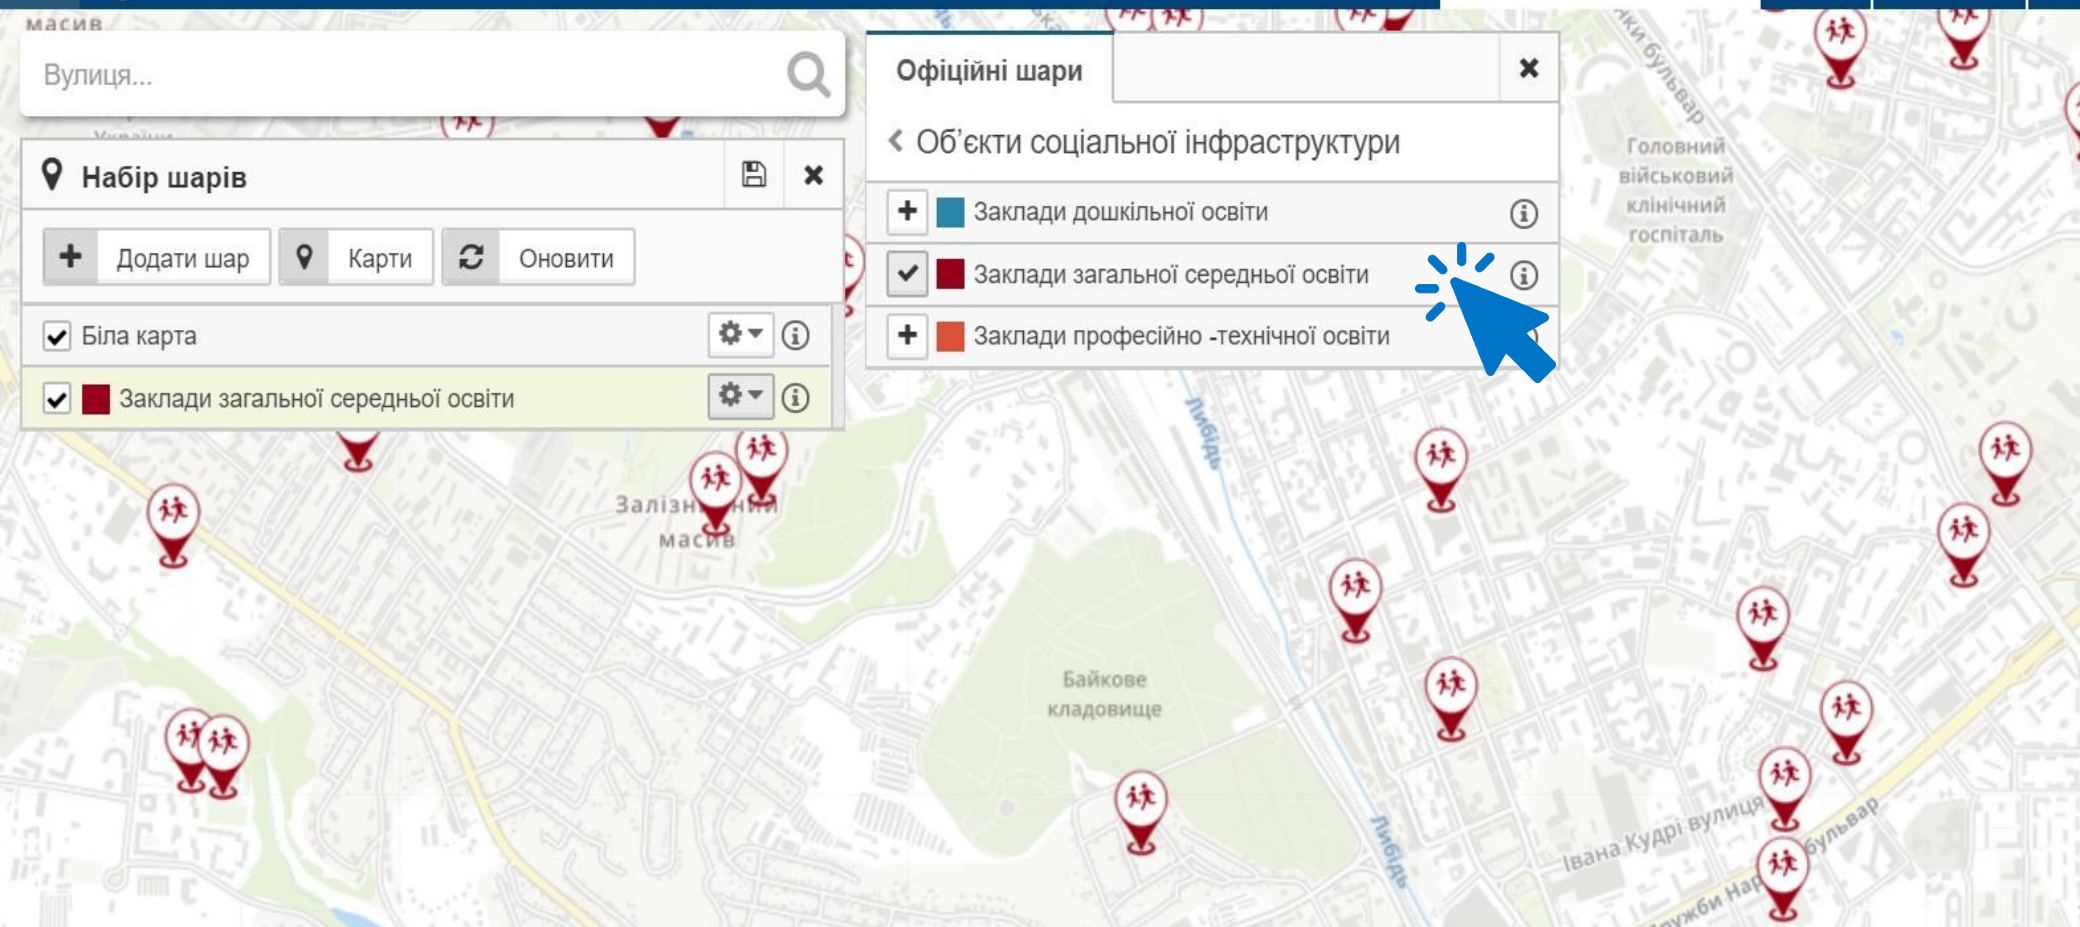 масив
Вулиця...
України
Набір шарів
Додати шар
Карти
Оновити
Біла карта
Заклади загальної середньої освіти
Офіційні шари
Об’єкти соціальної інфраструктури
Заклади дошкільної освіти
Заклади загальної середньої освіти
Заклади професійно -технічної освіти
бульвар
Головний
військовий
клінічний
госпіталь
Либідь
масив
Байкове
кладовище
Либідь
Івана Кудрі вулиця
бульвар